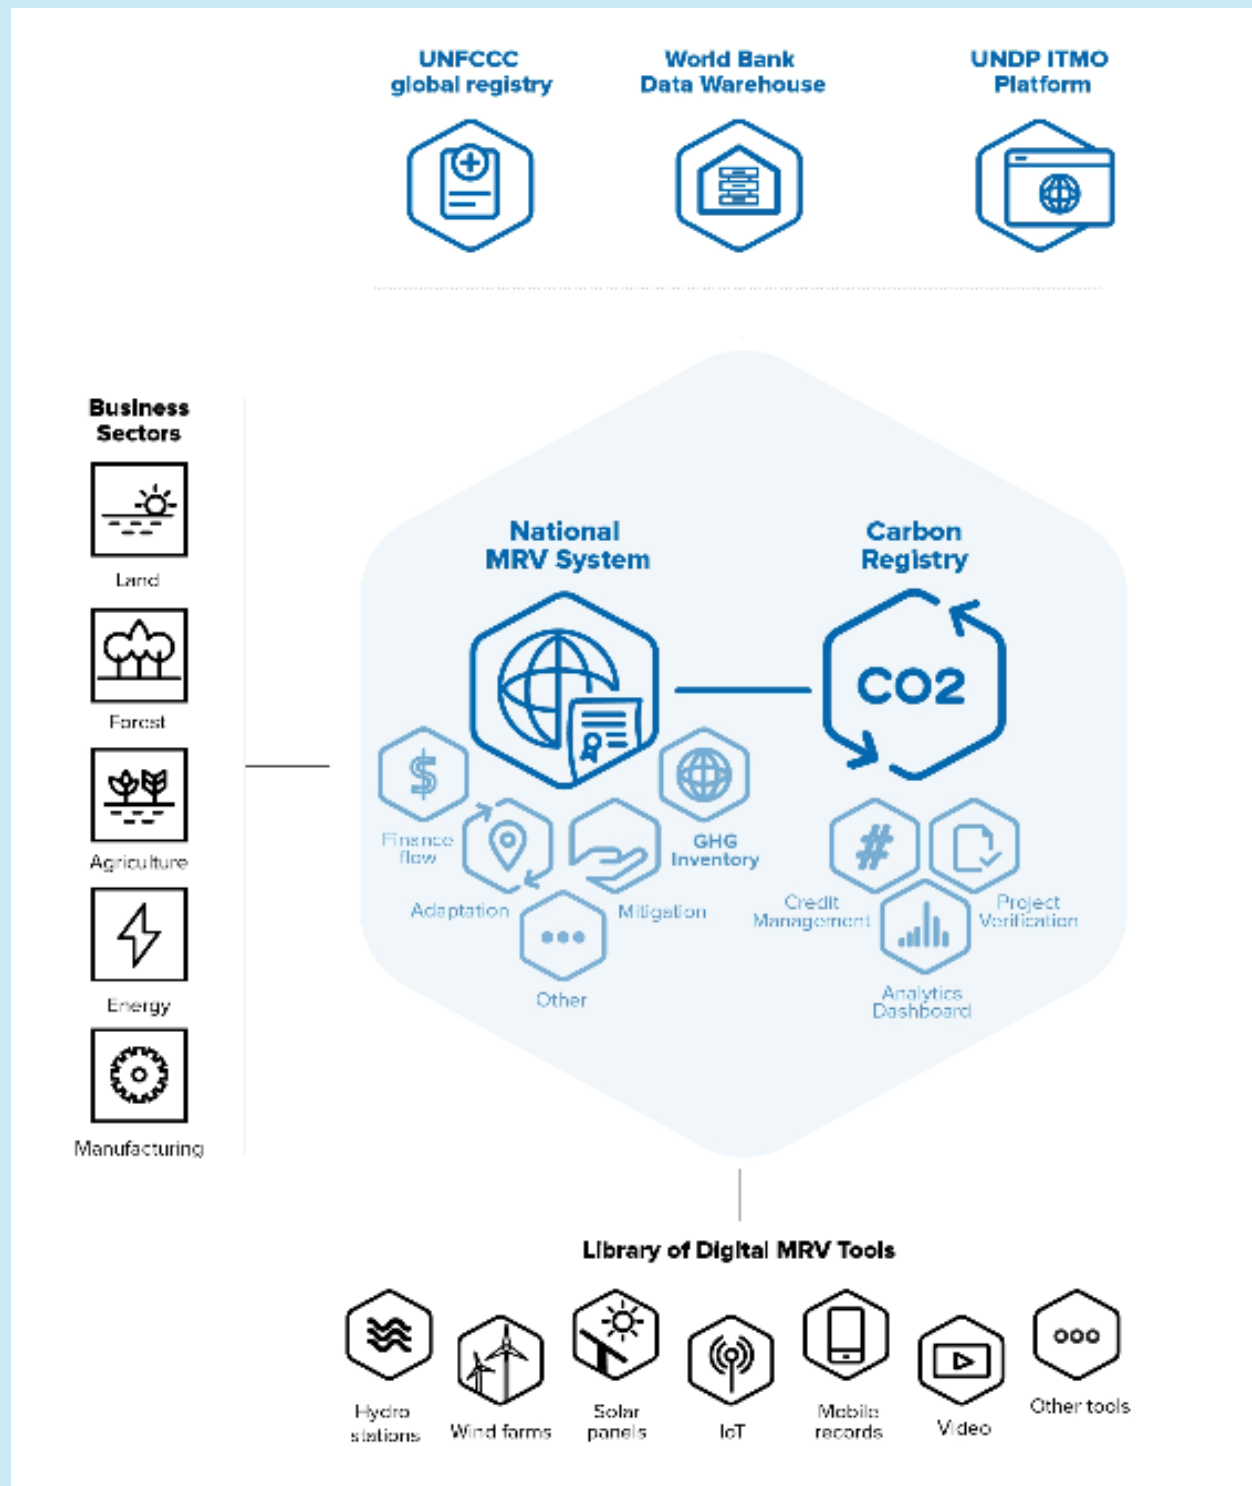 UNFCCC
global registry
World Bank
Data Warehouse
UNDP ITMO
Platform
Business
Sectors
Land
Forest
Agriculture
Energy
Manufacturing
National
MRV System
Carbon
Registry
CO2
$
Finance
flow
Adaptation
Mitigation
GHG
Inventory
Other
#
Credit
Management
Project
Verification
Analytics
Dashboard
Library of Digital MRV Tools
Hydro
stations
Wind farms
Solar
panels
IoT
Mobile
records
Video
Other tools